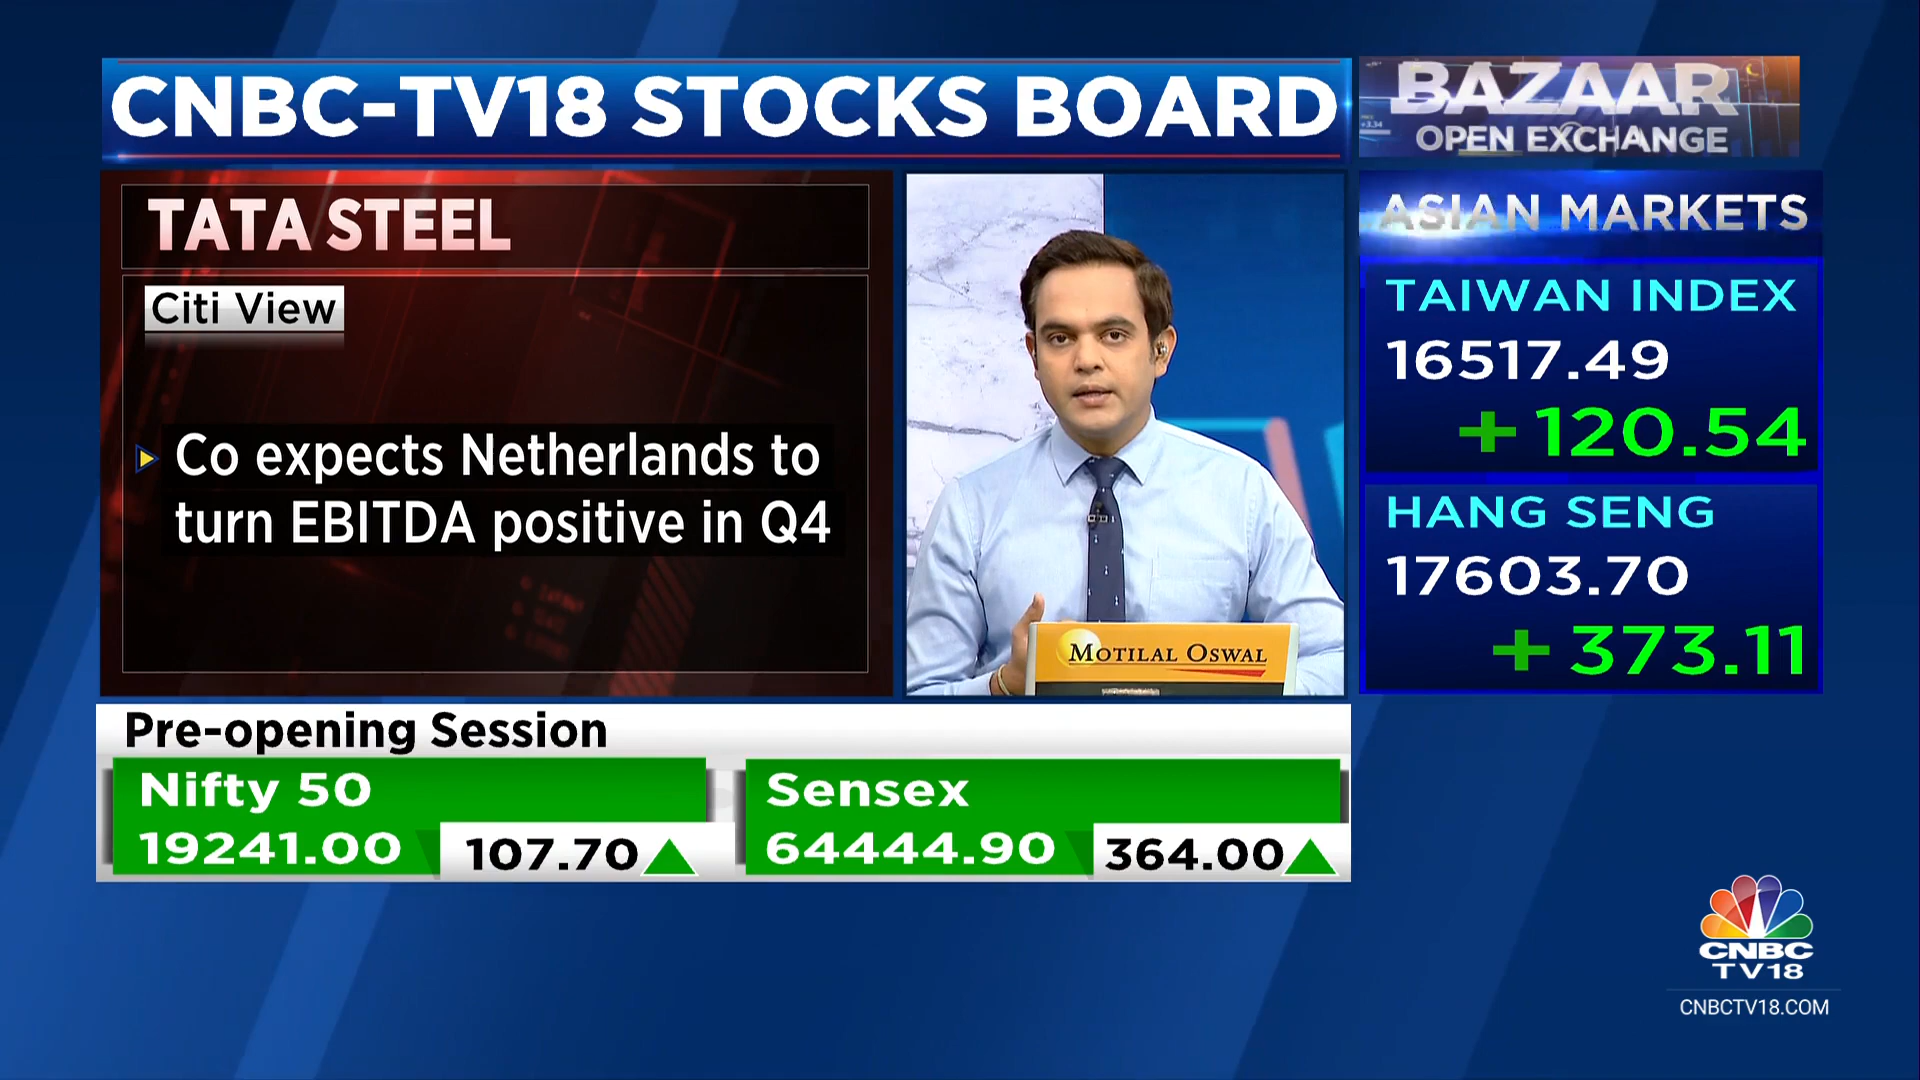 CNBC-TV18 STOCKS BOARD
BAZAAR
OPEN EXCHANGE
TATA STEEL
Citi View
Co expects Netherlands to
turn EBITDA positive in Q4
MOTILAL OSWAL
ASIAN MARKETS
TAIWAN INDEX
16517.49
+120.54
HANG SENG
17603.70
+373.11
Pre-opening Session
Nifty 50
19241.00 107.70
Sensex
64444.90 364.00
CNBC
TV18
CNBCTV18.COM